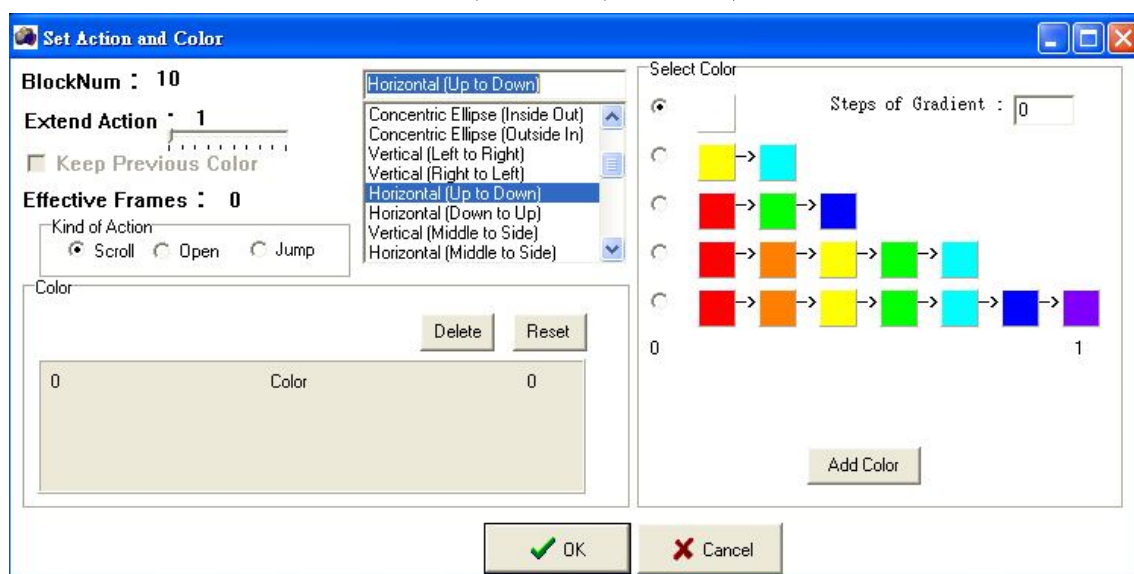 Set Action and Color
BlockNum : 10
Extend Action : 1
Keep Previous Color
Effective Frames : 0
Kind of Action
Scroll Open Jump
Horizontal (Up to Down)
Concentric Ellipse (Inside Out)
Concentric Ellipse (Outside In)
Vertical (Left to Right)
Vertical (Right to Left)
Horizontal (Up to Down)
Horizontal (Down to Up)
Vertical (Middle to Side)
Horizontal (Middle to Side)
Color
Delete Reset
0 Color 0
Select Color
Steps of Gradient : 0
->
-> ->
-> -> -> ->
-> -> -> -> -> ->
0 1
Add Color
OK Cancel